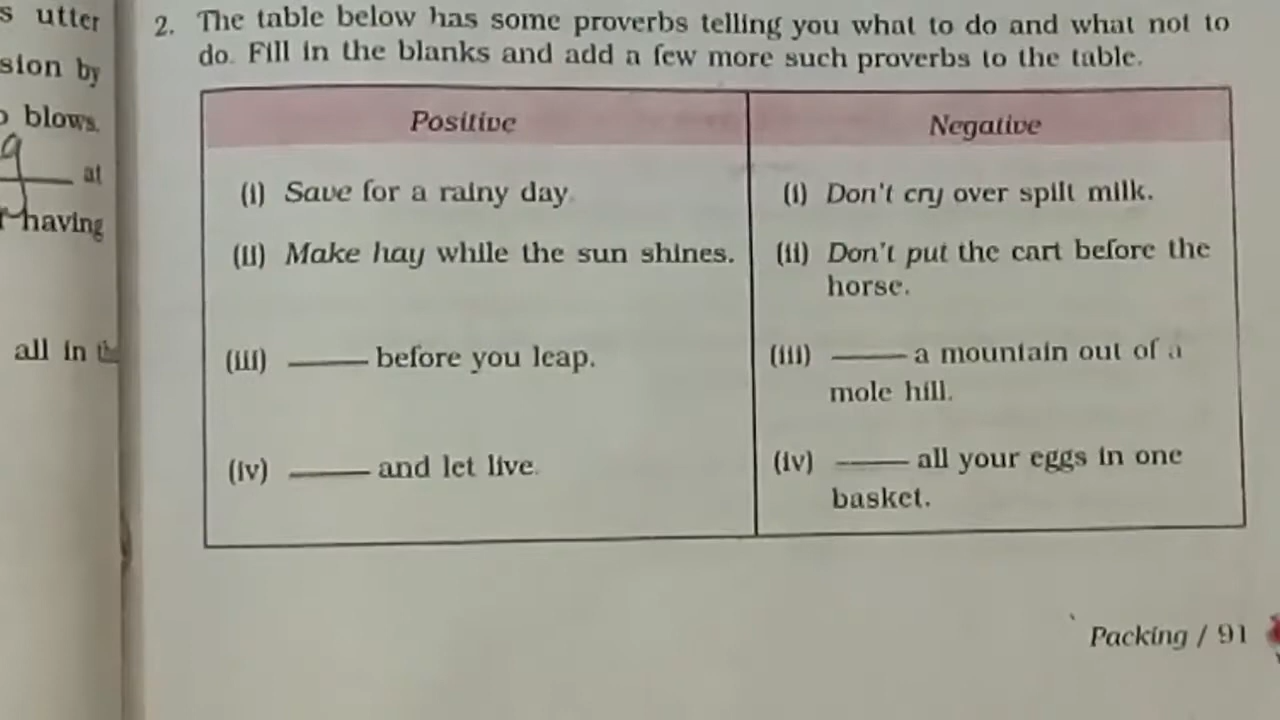 s utter
sion by
blows.
g at
having
all in
2. The table below has some proverbs telling you what to do and what not to
do. Fill in the blanks and add a few more such proverbs to the table.
Positive
Negative
(i) Save for a rainy day.
(i) Don't cry over spilt milk.
(ii) Make hay while the sun shines.
(ii) Don't put the cart before the
horse.
(iii) _____ before you leap.
(iii) _____ a mountain out of a
mole hill.
(iv) _____ and let live.
(iv) _____ all your eggs in one
basket.
Packing / 91